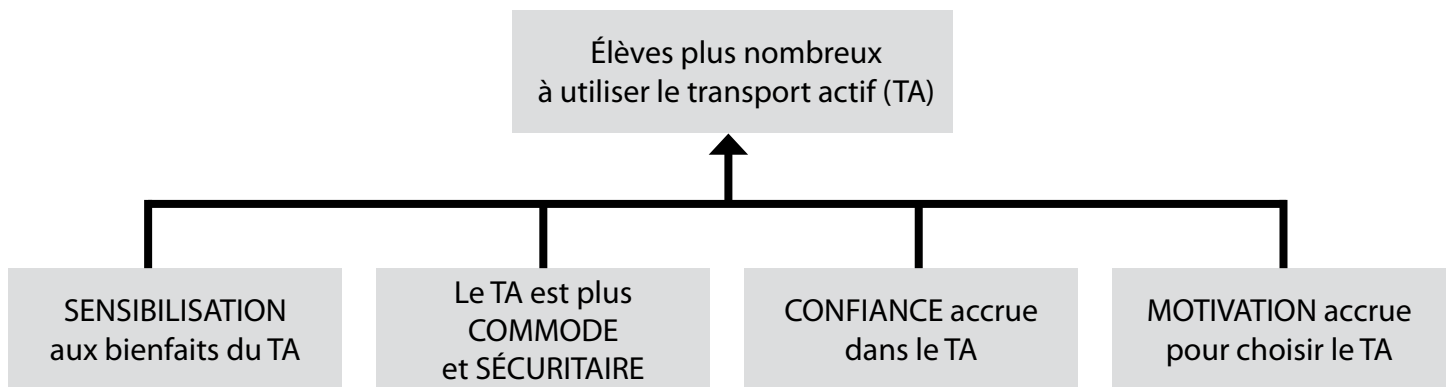 Élèves plus nombreux
à utiliser le transport actif (TA)
SENSIBILISATION
aux bienfaits du TA
Le TA est plus
COMMODE
et SÉCURITAIRE
CONFIANCE accrue
dans le TA
MOTIVATION accrue
pour choisir le TA